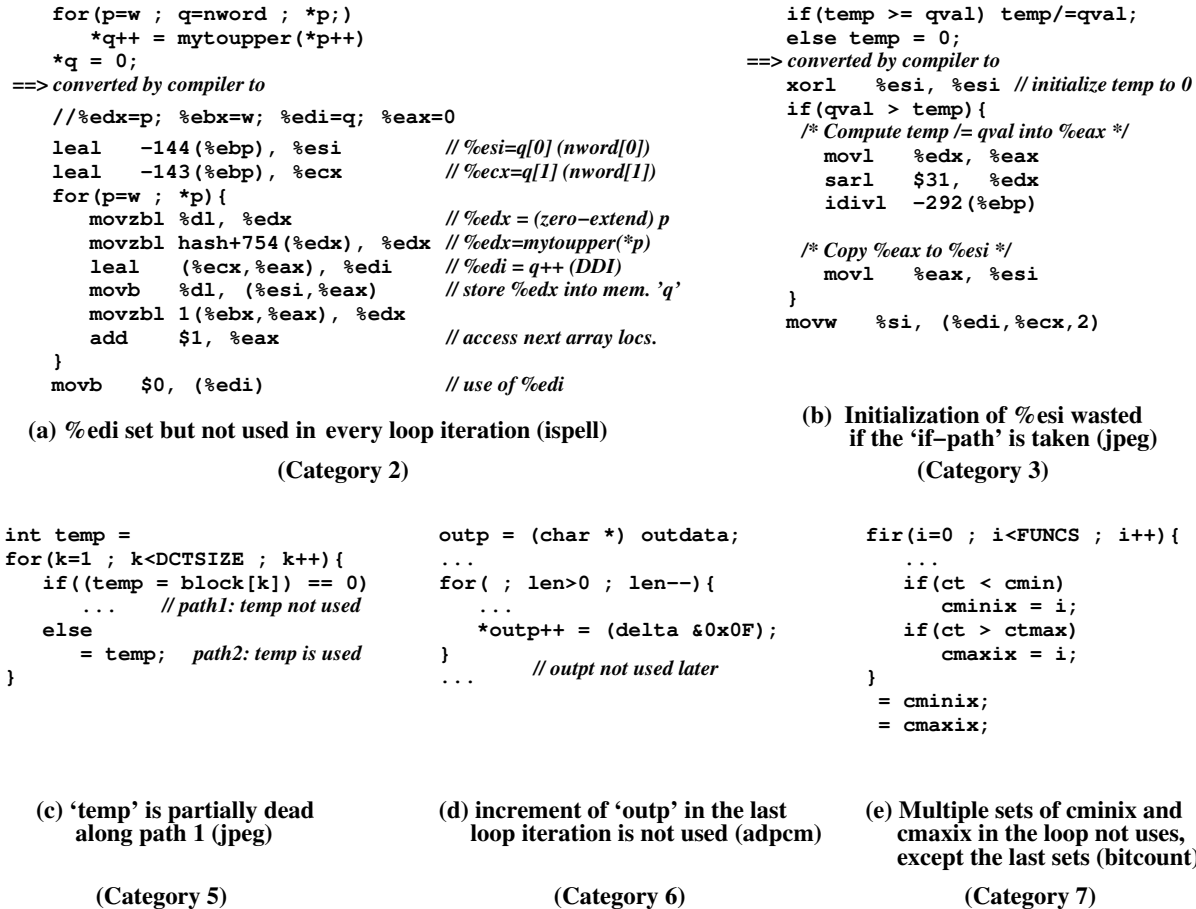 for(p=w ; q=nword ; *p;)
*q++ = mytoupper(*p++)
*q = 0;
==> converted by compiler to
//%edx=p; %ebx=w; %edi=q; %eax=0
leal −144(%ebp), %esi // %esi=q[0] (nword[0])
leal −143(%ebp), %ecx // %ecx=q[1] (nword[1])
for(p=w ; *p){
movzbl %dl, %edx // %edx = (zero−extend) p
movzbl hash+754(%edx), %edx // %edx=mytoupper(*p)
leal (%ecx,%eax), %edi // %edi = q++ (DDI)
movb %dl, (%esi,%eax) // store %edx into mem. 'q'
movzbl 1(%ebx,%eax), %edx
add $1, %eax // access next array locs.
}
movb $0, (%edi) // use of %edi
(a) %edi set but not used in every loop iteration (ispell)
(Category 2)
if(temp >= qval) temp/=qval;
else temp = 0;
==> converted by compiler to
xorl %esi, %esi // initialize temp to 0
if(qval > temp){
/* Compute temp /= qval into %eax */
movl %edx, %eax
sarl $31, %edx
idivl −292(%ebp)
/* Copy %eax to %esi */
movl %eax, %esi
}
movw %si, (%edi,%ecx,2)
(b) Initialization of %esi wasted
if the ‘if−path’ is taken (jpeg)
(Category 3)
int temp =
for(k=1 ; k<DCTSIZE ; k++){
if((temp = block[k]) == 0)
... // path1: temp not used
else
= temp; path2: temp is used
}
(c) ‘temp’ is partially dead
along path 1 (jpeg)
(Category 5)
outp = (char *) outdata;
...
for( ; len>0 ; len−−){
...
*outp++ = (delta &0x0F);
}
... // outpt not used later
(d) increment of ‘outp’ in the last
loop iteration is not used (adpcm)
(Category 6)
fir(i=0 ; i<FUNCS ; i++){
...
if(ct < cmin)
cminix = i;
if(ct > ctmax)
cmaxix = i;
}
= cminix;
= cmaxix;
(e) Multiple sets of cminix and
cmaxix in the loop not uses,
except the last sets (bitcount)
(Category 7)